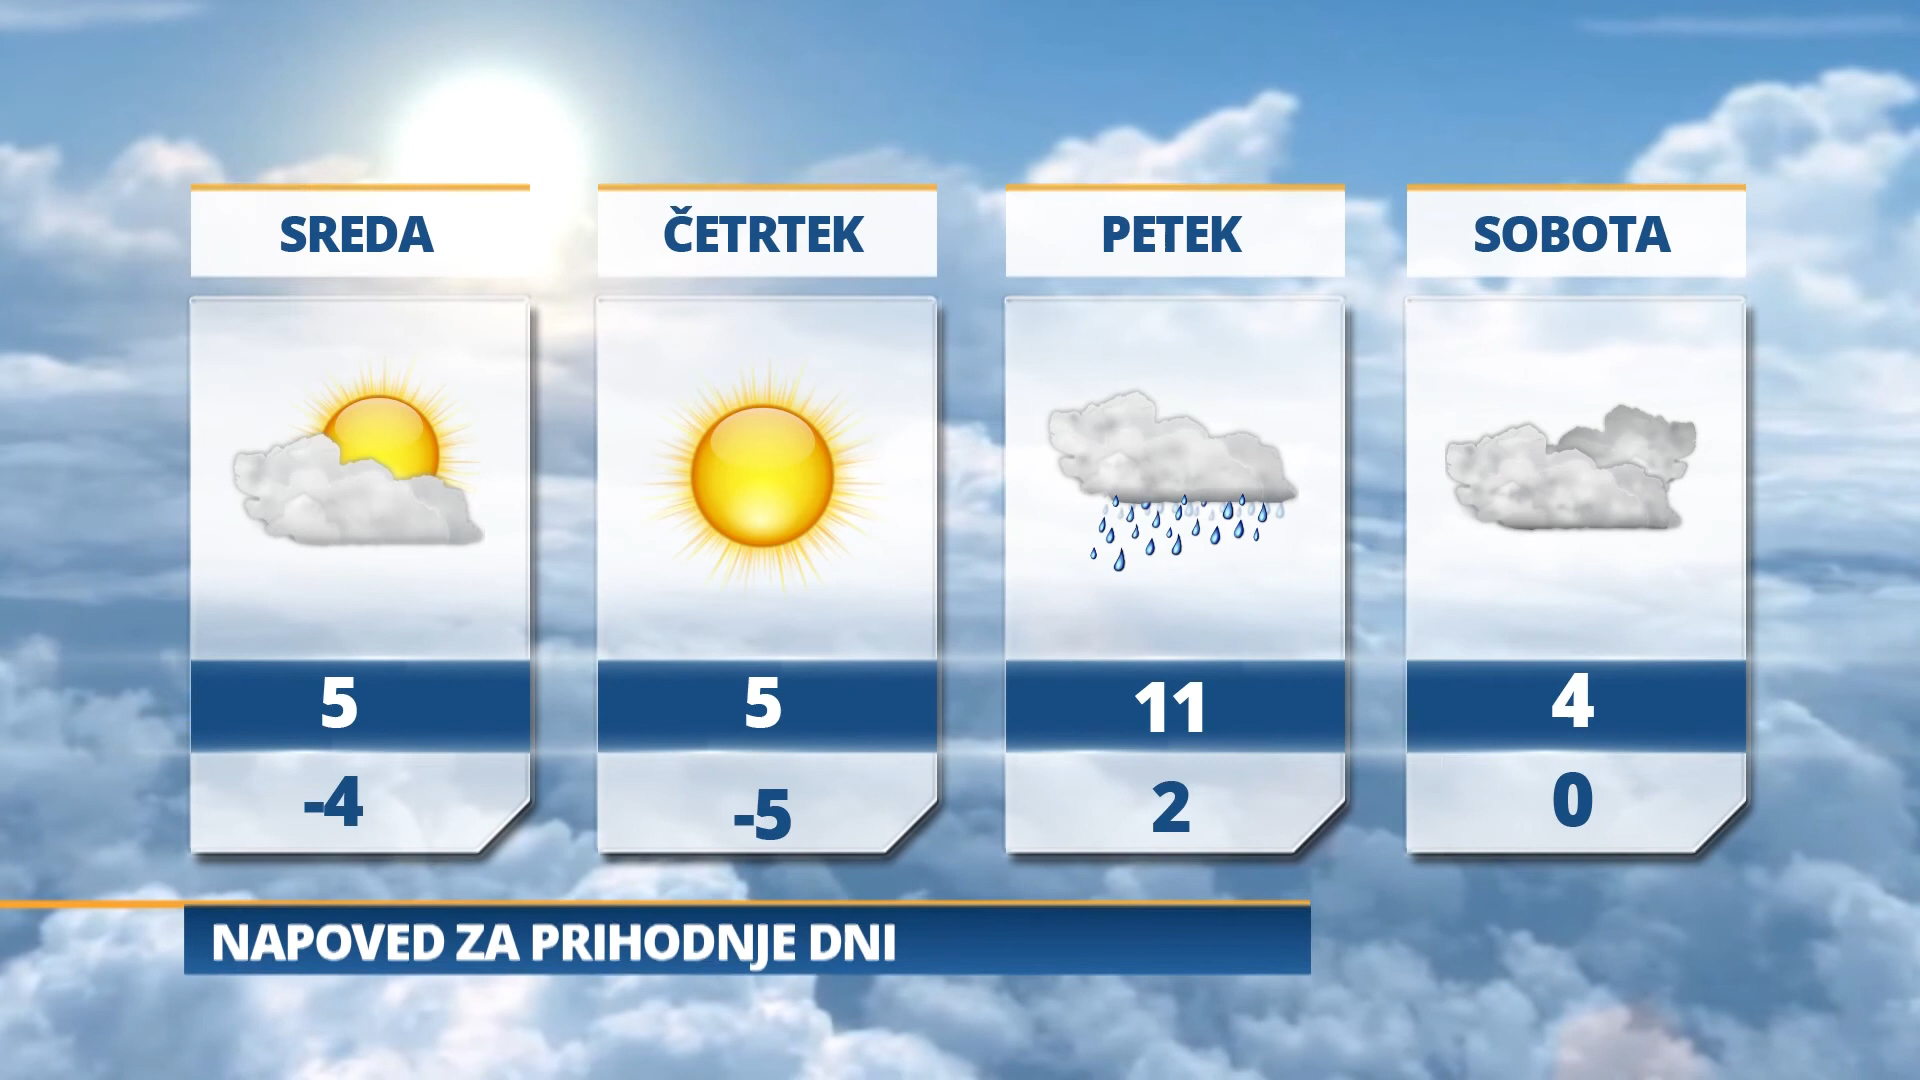 SREDA
ČETRTEK
PETEK
SOBOTA
5
5
11
4
-4
-5
2
0
NAPOVED ZA PRIHODNJE DNI